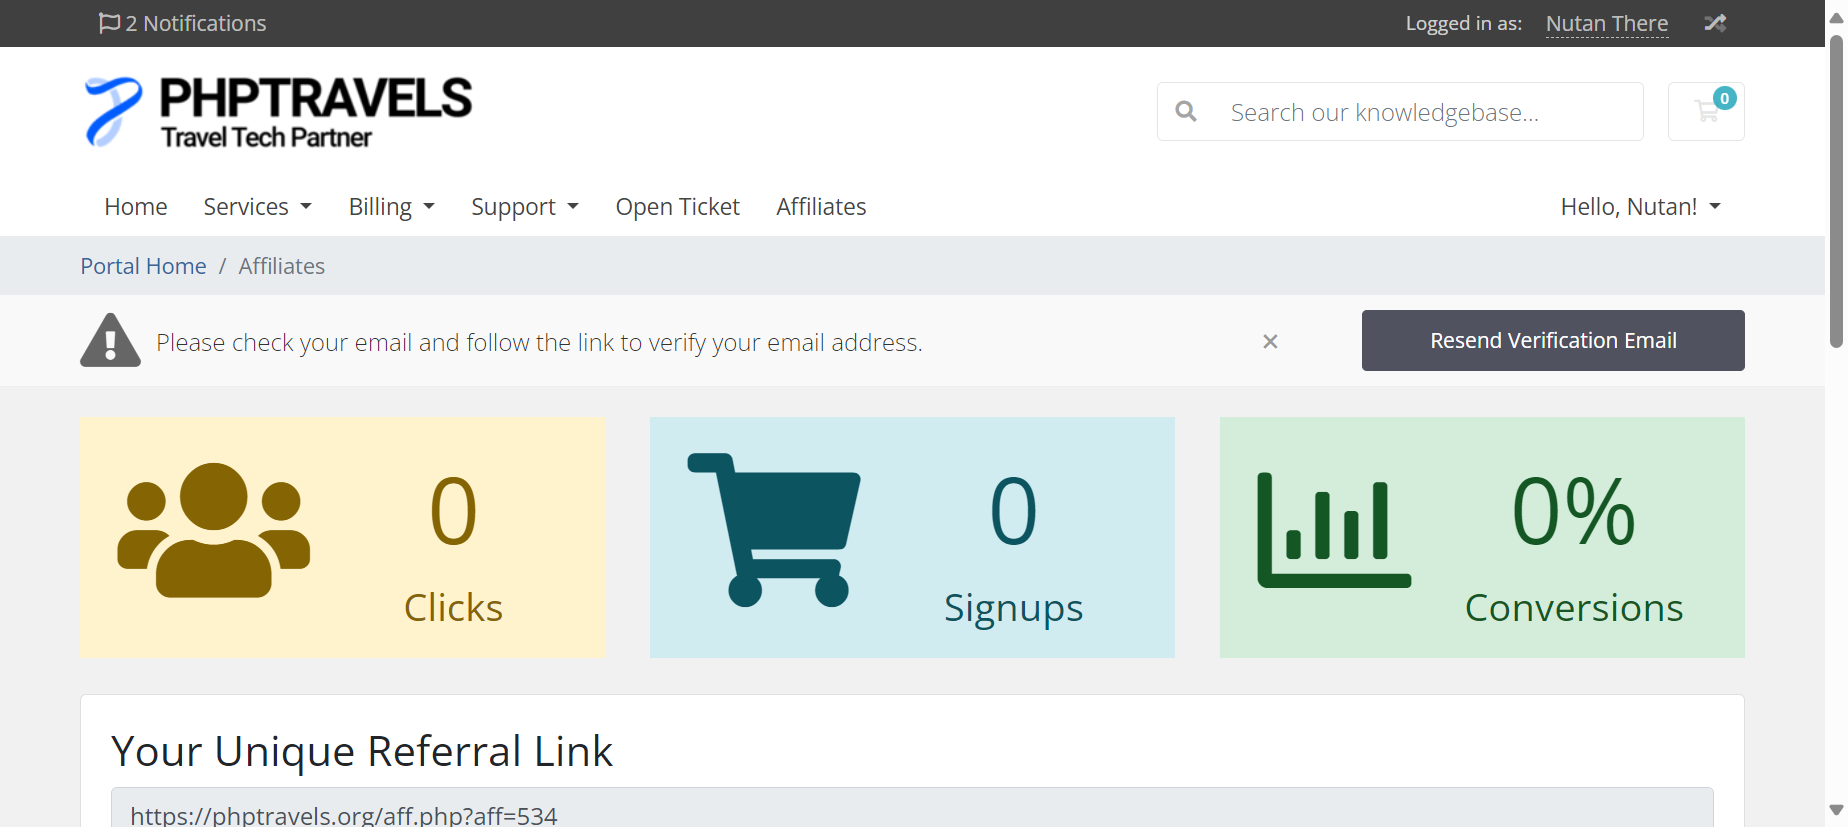 2 Notifications
Logged in as: Nutan There
PHPTRAVELS
Travel Tech Partner
Search our knowledgebase...
0
Home Services Billing Support Open Ticket Affiliates Hello, Nutan!
Portal Home / Affiliates
Please check your email and follow the link to verify your email address.
Resend Verification Email
0
Clicks
0
Signups
0%
Conversions
Your Unique Referral Link
https://phptravels.org/aff.php?aff=534